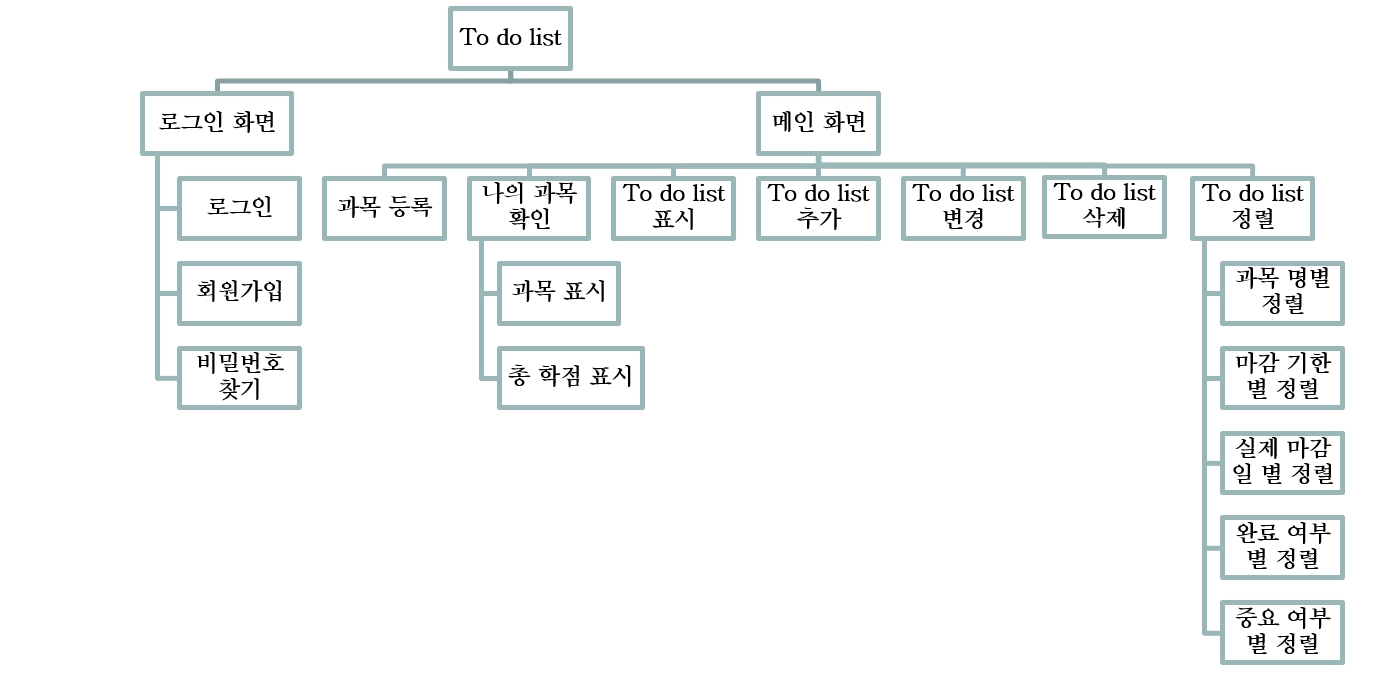 To do list
로그인 화면
메인 화면
로그인
회원가입
비밀번호
찾기
과목 등록
나의 과목
확인
과목 표시
총 학점 표시
To do list
표시
To do list
추가
To do list
변경
To do list
삭제
To do list
정렬
과목 명별
정렬
마감 기한
별 정렬
실제 마감
일 별 정렬
완료 여부
별 정렬
중요 여부
별 정렬